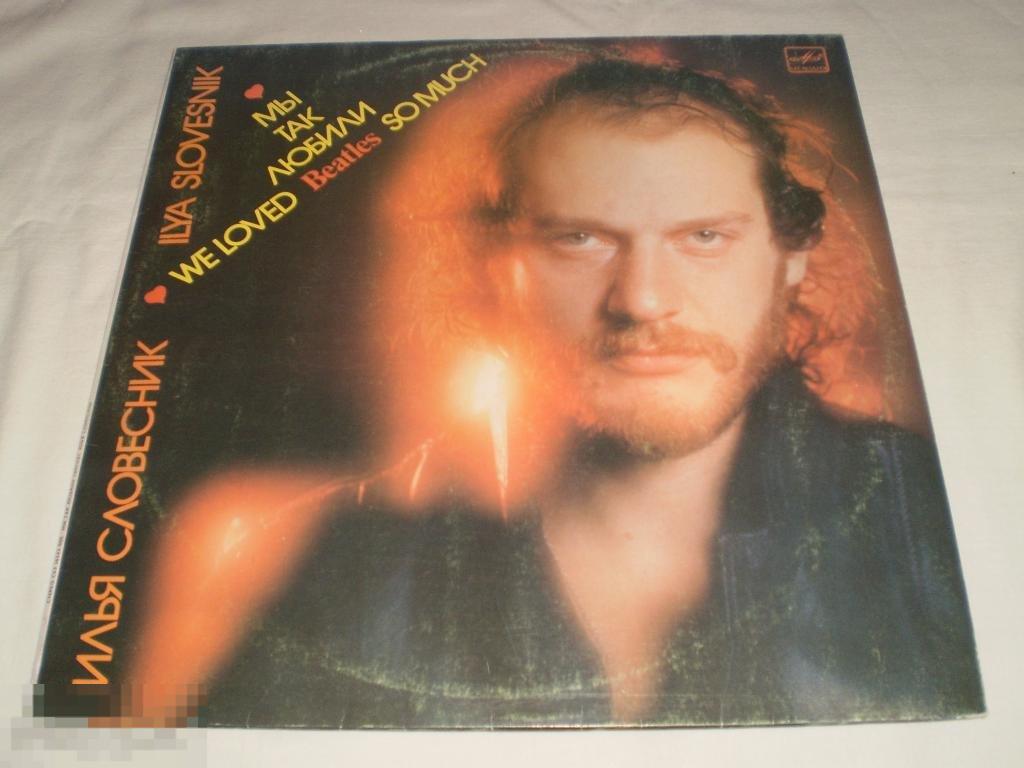 ИЛЬЯ СЛОВЕСНИК
ILYA SLOVESNIK
МЫ
ТАК
ЛЮБИЛИ
Beatles
WE LOVED
SO MUCH